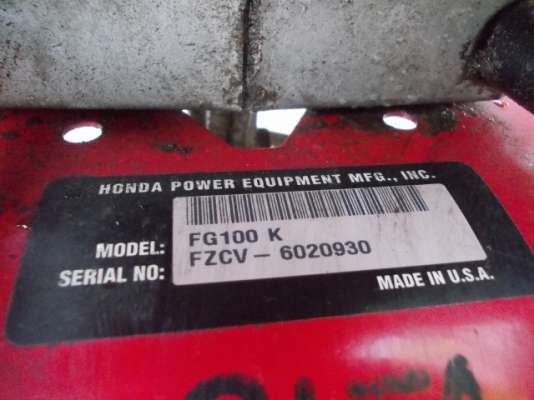 HONDA POWER EQUIPMENT MFG., INC.
MODEL: FG100 K
SERIAL NO: FZCV - 6020930
MADE IN U.S.A.